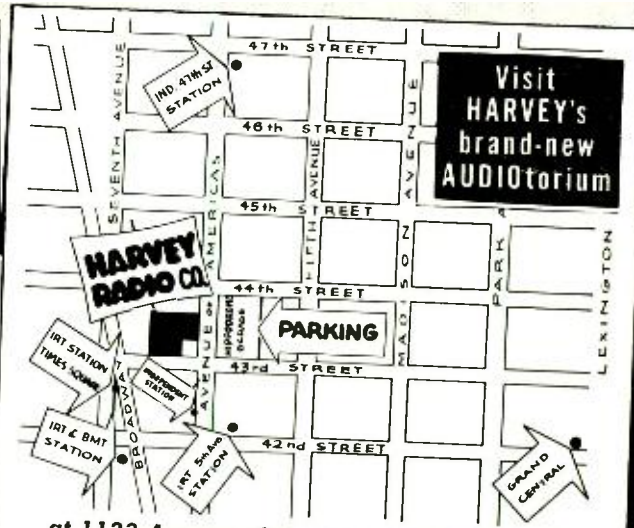 47th STREET
SEVENTH AVENUE
IND. 47th ST
STATION
Visit
HARVEY's
brand-new
AUDIOtorium
46th STREET
FIFTH AVENUE
AVENUE
AMERICAS
45th STREET
HARVEY
RADIO CO.
MADISON
PARK A
LEXINGTON
44th STREET
HIPPODROME
GARAGE
PARKING
AVENUE OF
IRT STATION
TIMES SQUARE
INDEPENDENT
STATION
43rd STREET
BROADWAY
IRT & BMT
STATION
IRT 5th AVE
STATION
42nd STREET
GRAND
CENTRAL